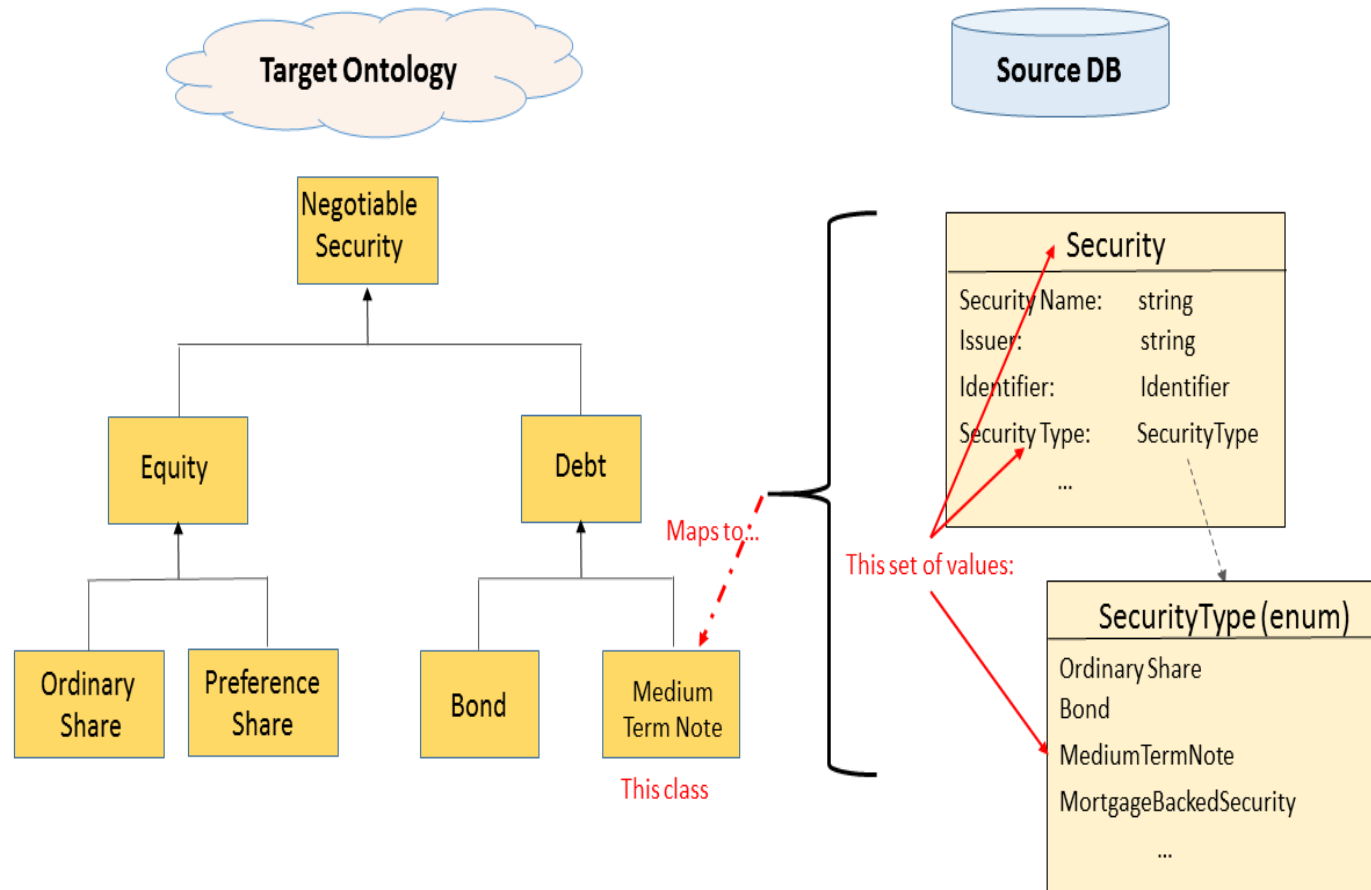 Target Ontology
Source DB
Negotiable
Security
Equity
Debt
Ordinary
Share
Preference
Share
Bond
Medium
Term Note
This class
Maps to...
This set of values:
Security
Security Name: string
Issuer: string
Identifier: Identifier
Security Type: SecurityType
...
SecurityType (enum)
Ordinary Share
Bond
MediumTermNote
MortgageBackedSecurity
...